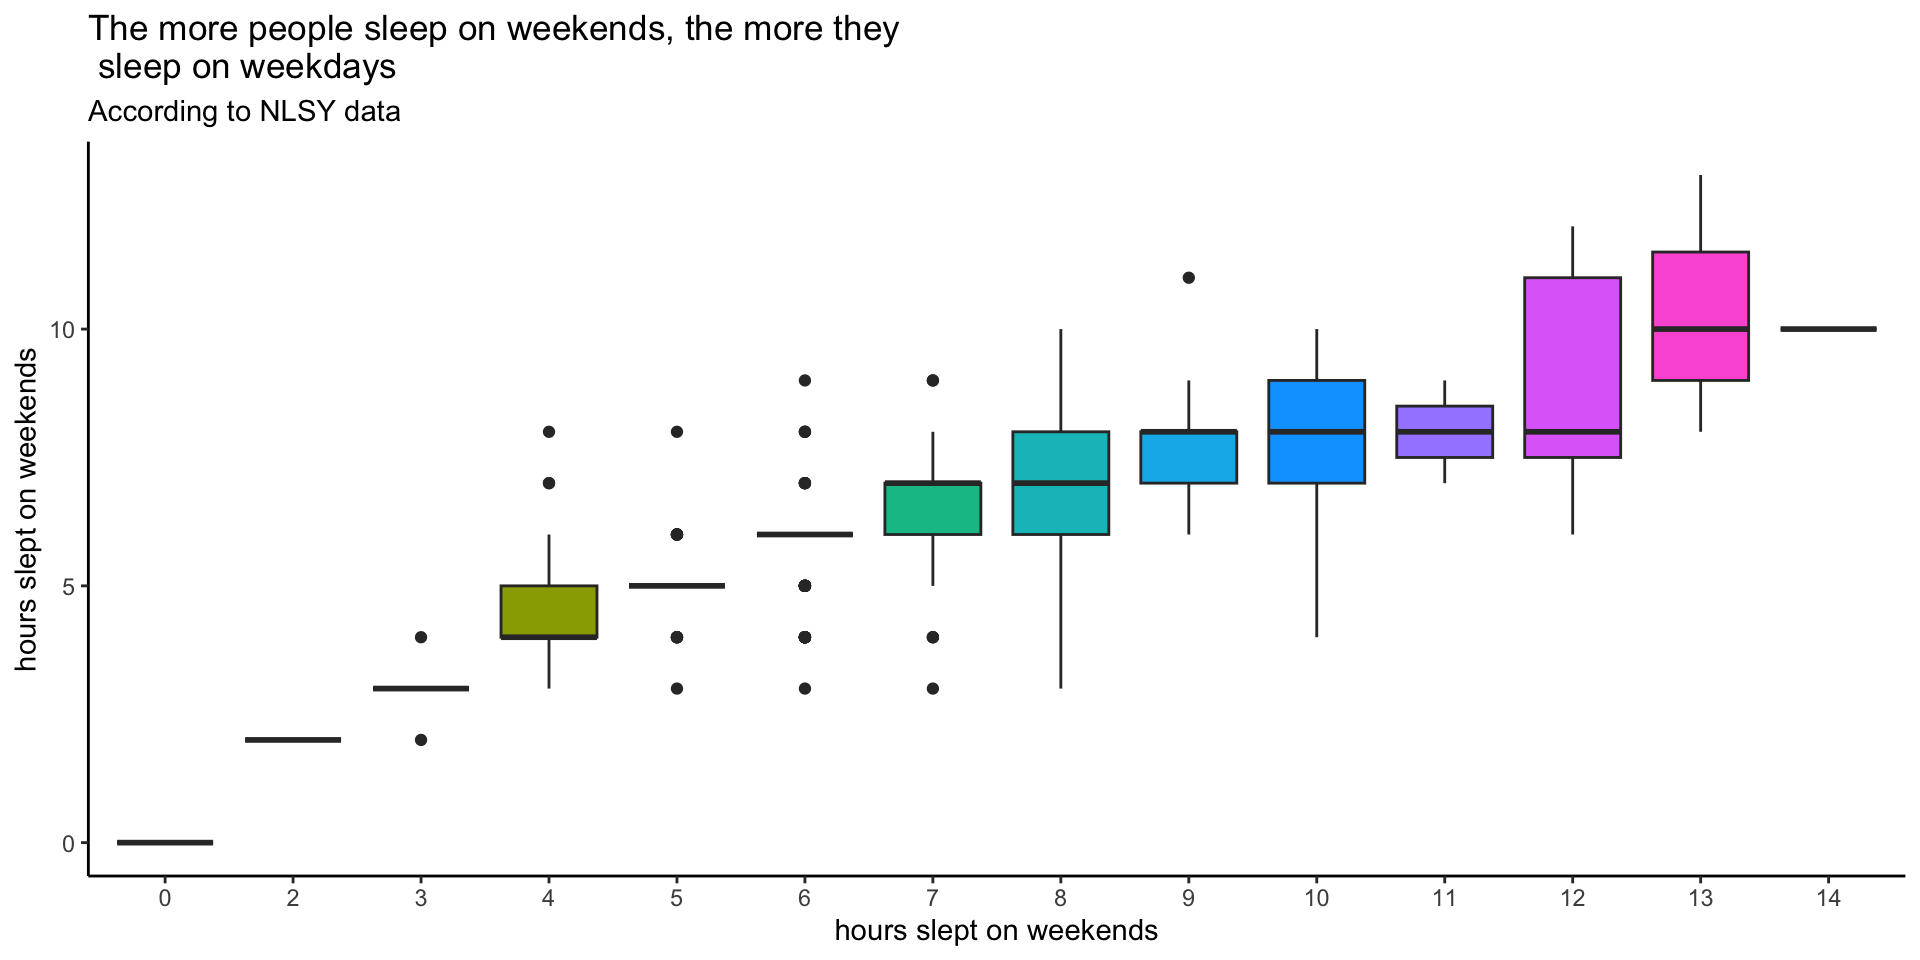 The more people sleep on weekends, the more they
sleep on weekdays
According to NLSY data
hours slept on weekends
10
5
0
0 2 3 4 5 6 7 8 9 10 11 12 13 14
hours slept on weekends